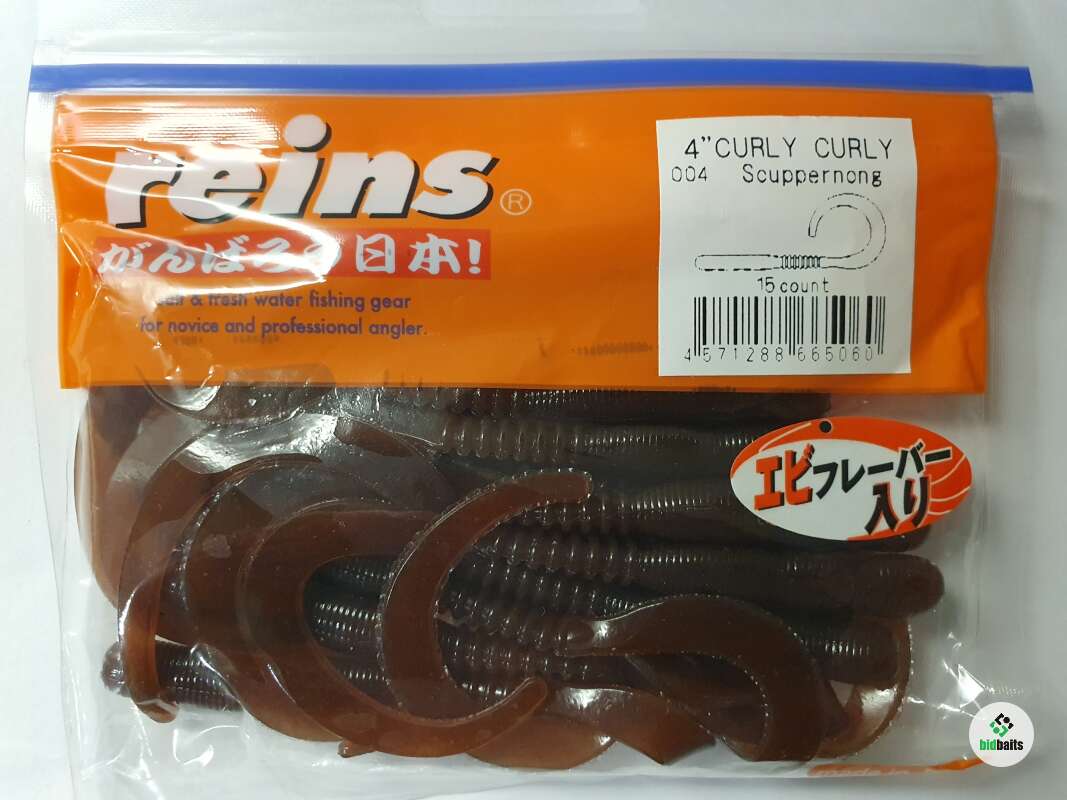 reins®
がんばろう日本!
salt & fresh water fishing gear
for novice and professional angler.
4"CURLY CURLY
004 Scuppernong
15 count
4 571288 665060
エビフレーバー
入り
bidbaits